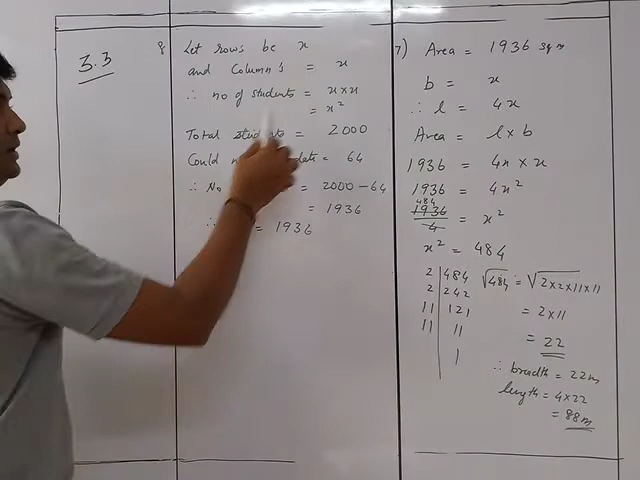 3.3
8 Let rows be x
and Column's = x
∴ no of students = x × x
= x²
Total students = 2000
Could = 64
∴ No = 2000 - 64
= 1936
∴ = 1936
7) Area = 1936 sqm
b = x
∴ l = 4x
Area = l x b
1936 = 4x × x
1936 = 4x²
484
1936/4 = x²
x² = 484
2 | 484
2 | 242
11 | 121
11 | 11
1
√484 = √2×2×11×11
= 2×11
= 22
∴ breadth = 22m
length = 4×22
= 88m